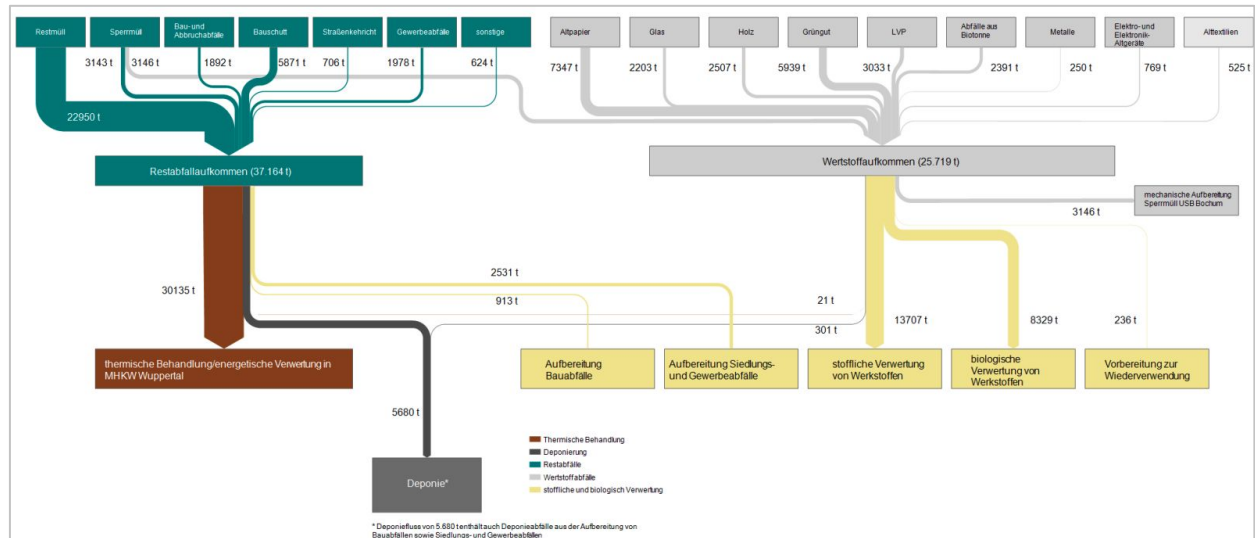 Restmüll
Sperrmüll
Bau- und
Abbruchabfälle
Bauschutt
Straßenkehricht
Gewerbeabfälle
sonstige
Altpapier
Glas
Holz
Grüngut
LVP
Abfälle aus
Biotonne
Metalle
Elektro- und
Elektronik-
Altgeräte
Alttextilien
3143 t
3146 t
1892 t
5871 t
706 t
1978 t
624 t
7347 t
2203 t
2507 t
5939 t
3033 t
2391 t
250 t
769 t
525 t
22950 t
Restabfallaufkommen (37.164 t)
Wertstoffaufkommen (25.719 t)
mechanische Aufbereitung
Sperrmüll USB Bochum
3146 t
2531 t
30135 t
913 t
21 t
301 t
13707 t
8329 t
236 t
thermische Behandlung/energetische Verwertung in
MHKW Wuppertal
Aufbereitung
Bauabfälle
Aufbereitung Siedlungs-
und Gewerbeabfälle
stoffliche Verwertung
von Werkstoffen
biologische
Verwertung von
Werkstoffen
Vorbereitung zur
Wiederverwendung
5680 t
Deponie*
Thermische Behandlung
Deponierung
Restabfälle
Wertstoffabfälle
stoffliche und biologisch Verwertung
* Deponiefluss von 5.680 t enthält auch Deponieabfälle aus der Aufbereitung von
Bauabfällen sowie Siedlungs- und Gewerbeabfällen